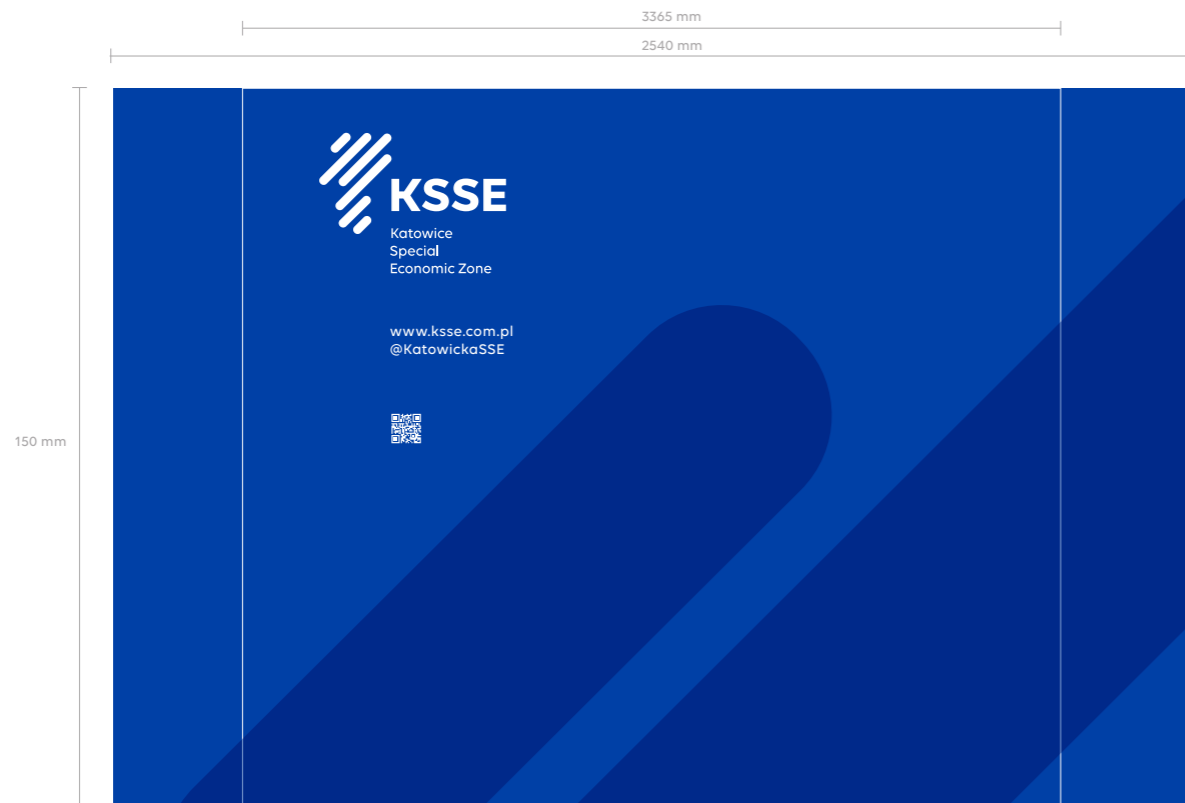 3365 mm
2540 mm
KSSE
Katowice
Special
Economic Zone
www.ksse.com.pl
@KatowickaSSE
150 mm